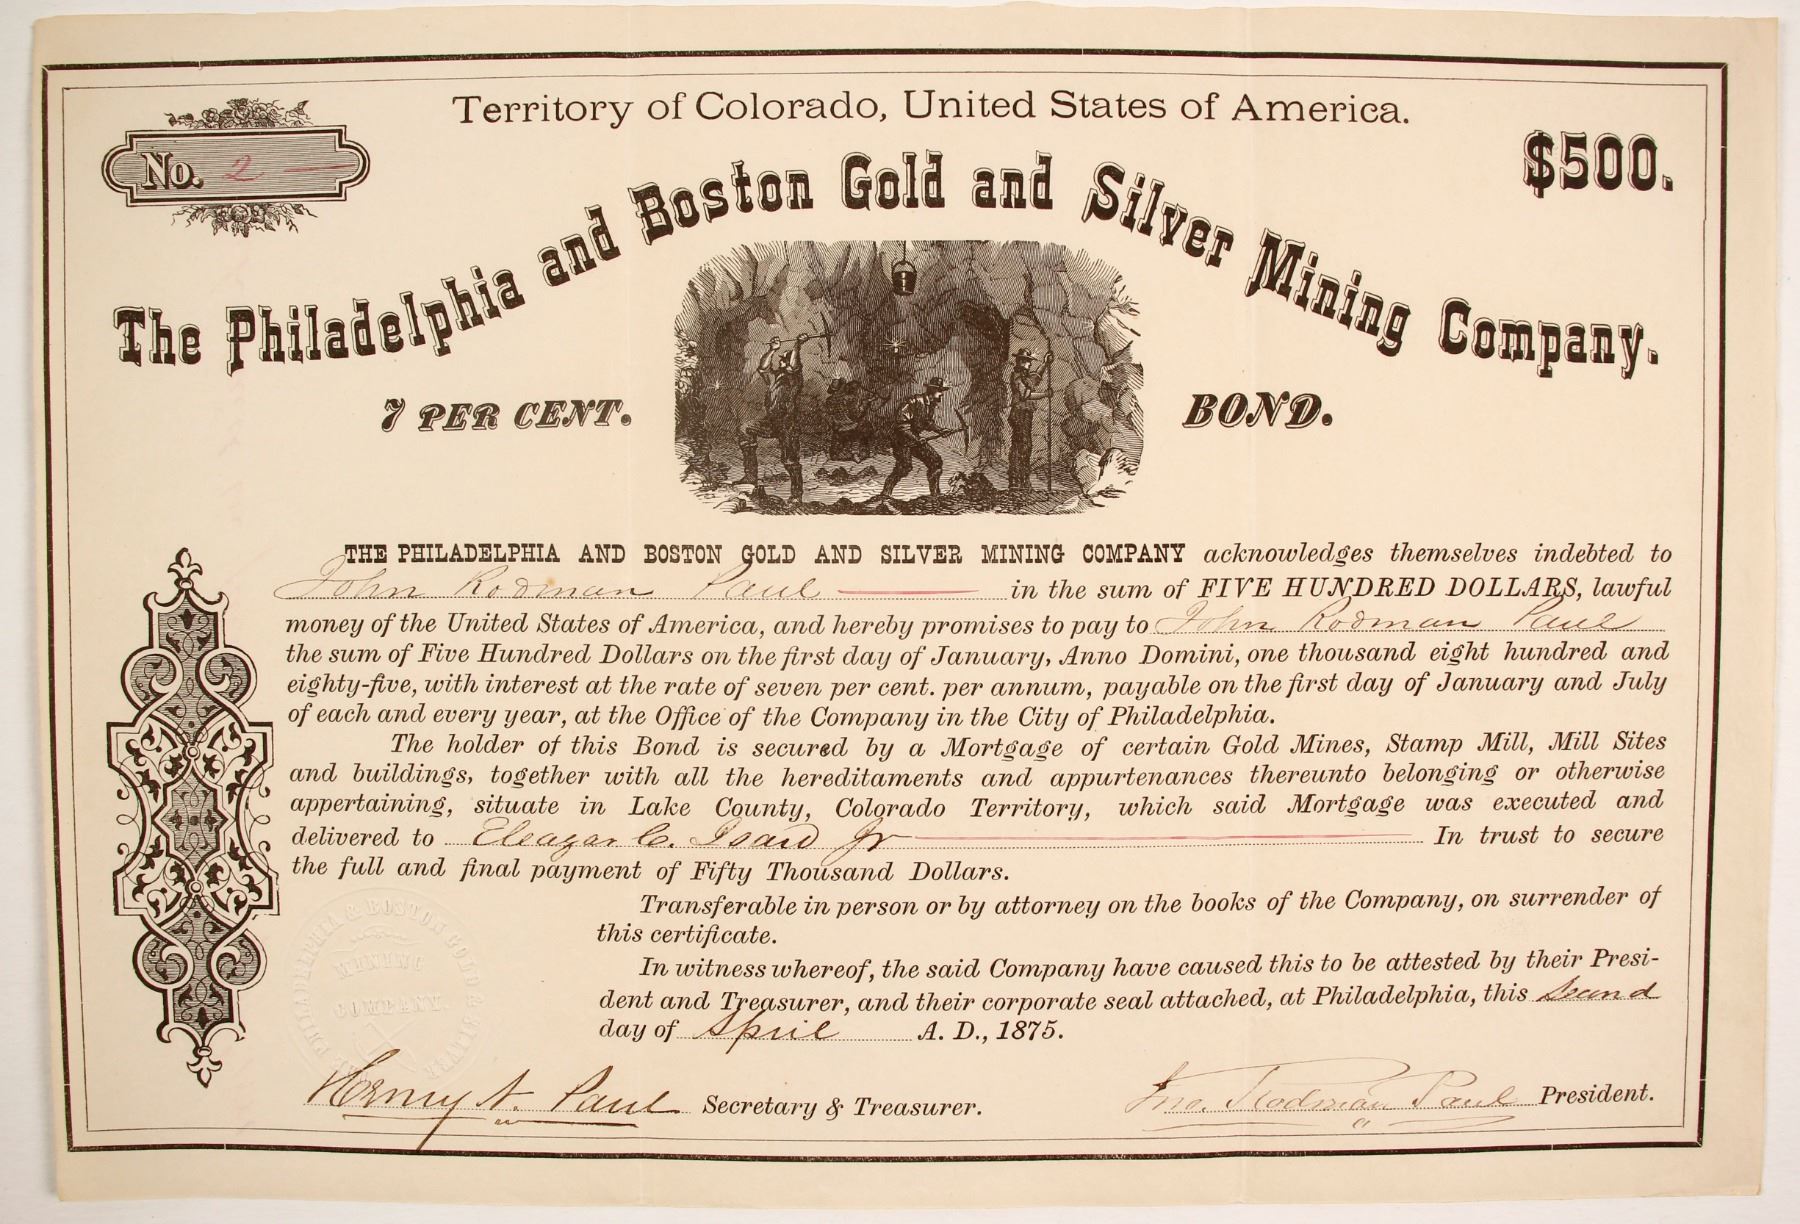 Territory of Colorado, United States of America.
No. 2
$500.
The Philadelphia and Boston Gold and Silver Mining Company.
7 PER CENT. BOND.
THE PHILADELPHIA AND BOSTON GOLD AND SILVER MINING COMPANY acknowledges themselves indebted to
John Rodman Paul in the sum of FIVE HUNDRED DOLLARS, lawful
money of the United States of America, and hereby promises to pay to John Rodman Paul
the sum of Five Hundred Dollars on the first day of January, Anno Domini, one thousand eight hundred and
eighty-five, with interest at the rate of seven per cent. per annum, payable on the first day of January and July
of each and every year, at the Office of the Company in the City of Philadelphia.
The holder of this Bond is secured by a Mortgage of certain Gold Mines, Stamp Mill, Mill Sites
and buildings, together with all the hereditaments and appurtenances thereunto belonging or otherwise
appertaining, situate in Lake County, Colorado Territory, which said Mortgage was executed and
delivered to Eleazar C. Isard Jr In trust to secure
the full and final payment of Fifty Thousand Dollars.
Transferable in person or by attorney on the books of the Company, on surrender of
this certificate.
In witness whereof, the said Company have caused this to be attested by their Presi-
dent and Treasurer, and their corporate seal attached, at Philadelphia, this Second
day of April A. D., 1875.
PHILADELPHIA & BOSTON GOLD & SILVER
MINING
COMPANY
Henry N. Paul Secretary & Treasurer.
Jno. Rodman Paul President.